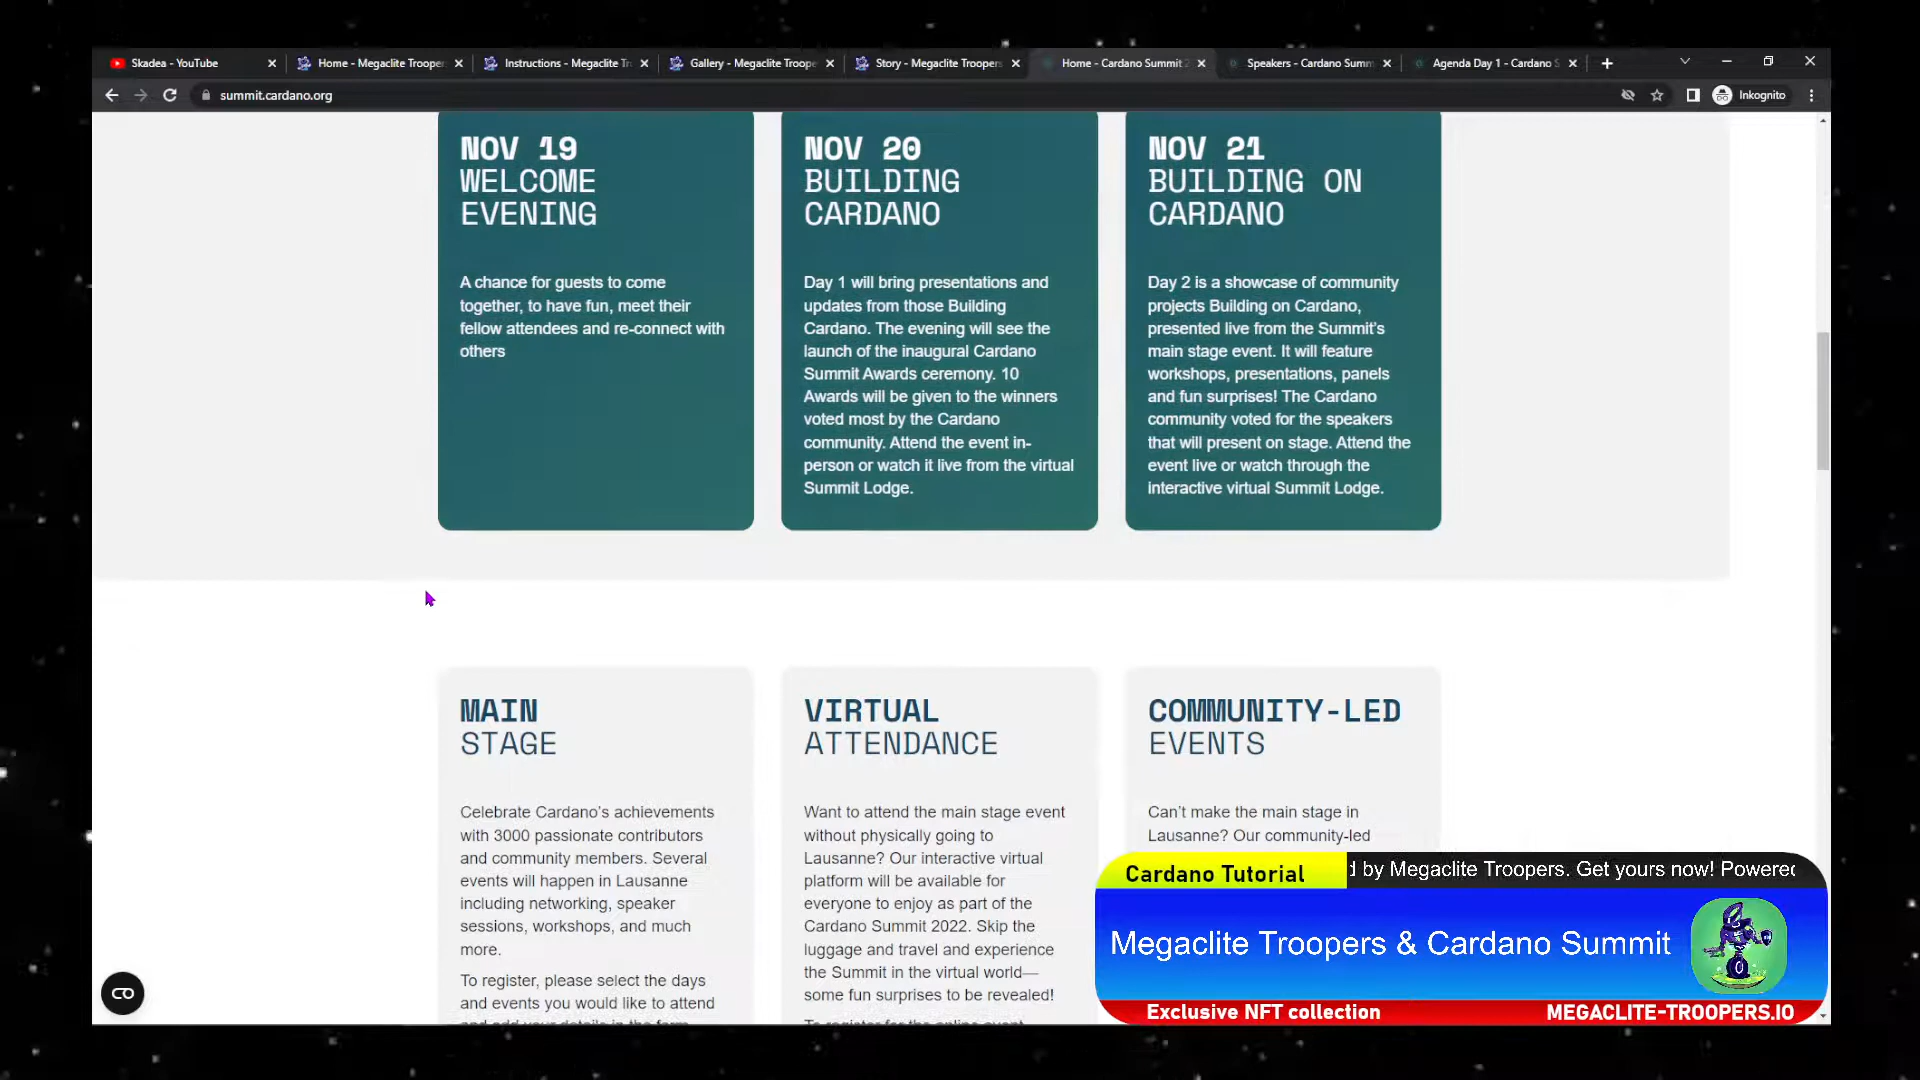 Skadea - YouTube
Home - Megaclite Trooper
Instructions - Megaclite Tr
Gallery - Megaclite Troope
Story - Megaclite Troopers
Home - Cardano Summit 2
Speakers - Cardano Summ
Agenda Day 1 - Cardano S
summit.cardano.org
Inkognito
NOV 19
WELCOME
EVENING
A chance for guests to come
together, to have fun, meet their
fellow attendees and re-connect with
others
NOV 20
BUILDING
CARDANO
Day 1 will bring presentations and
updates from those Building
Cardano. The evening will see the
launch of the inaugural Cardano
Summit Awards ceremony. 10
Awards will be given to the winners
voted most by the Cardano
community. Attend the event in-
person or watch it live from the virtual
Summit Lodge.
NOV 21
BUILDING ON
CARDANO
Day 2 is a showcase of community
projects Building on Cardano,
presented live from the Summit's
main stage event. It will feature
workshops, presentations, panels
and fun surprises! The Cardano
community voted for the speakers
that will present on stage. Attend the
event live or watch through the
interactive virtual Summit Lodge.
MAIN
STAGE
Celebrate Cardano's achievements
with 3000 passionate contributors
and community members. Several
events will happen in Lausanne
including networking, speaker
sessions, workshops, and much
more.
To register, please select the days
and events you would like to attend
and add your details in the form
VIRTUAL
ATTENDANCE
Want to attend the main stage event
without physically going to
Lausanne? Our interactive virtual
platform will be available for
everyone to enjoy as part of the
Cardano Summit 2022. Skip the
luggage and travel and experience
the Summit in the virtual world—
some fun surprises to be revealed!
To register for the online event
COMMUNITY-LED
EVENTS
Can't make the main stage in
Lausanne? Our community-led
Cardano Tutorial
d by Megaclite Troopers. Get yours now! Powered
Megaclite Troopers & Cardano Summit
Exclusive NFT collection
MEGACLITE-TROOPERS.IO